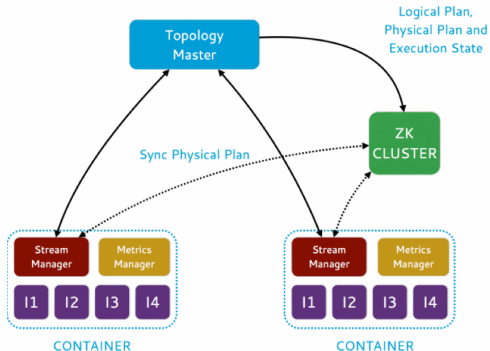 Logical Plan,
Physical Plan and
Execution State
Topology
Master
ZK
CLUSTER
Sync Physical Plan
Stream
Manager
Metrics
Manager
I1 I2 I3 I4
CONTAINER
Stream
Manager
Metrics
Manager
I1 I2 I3 I4
CONTAINER